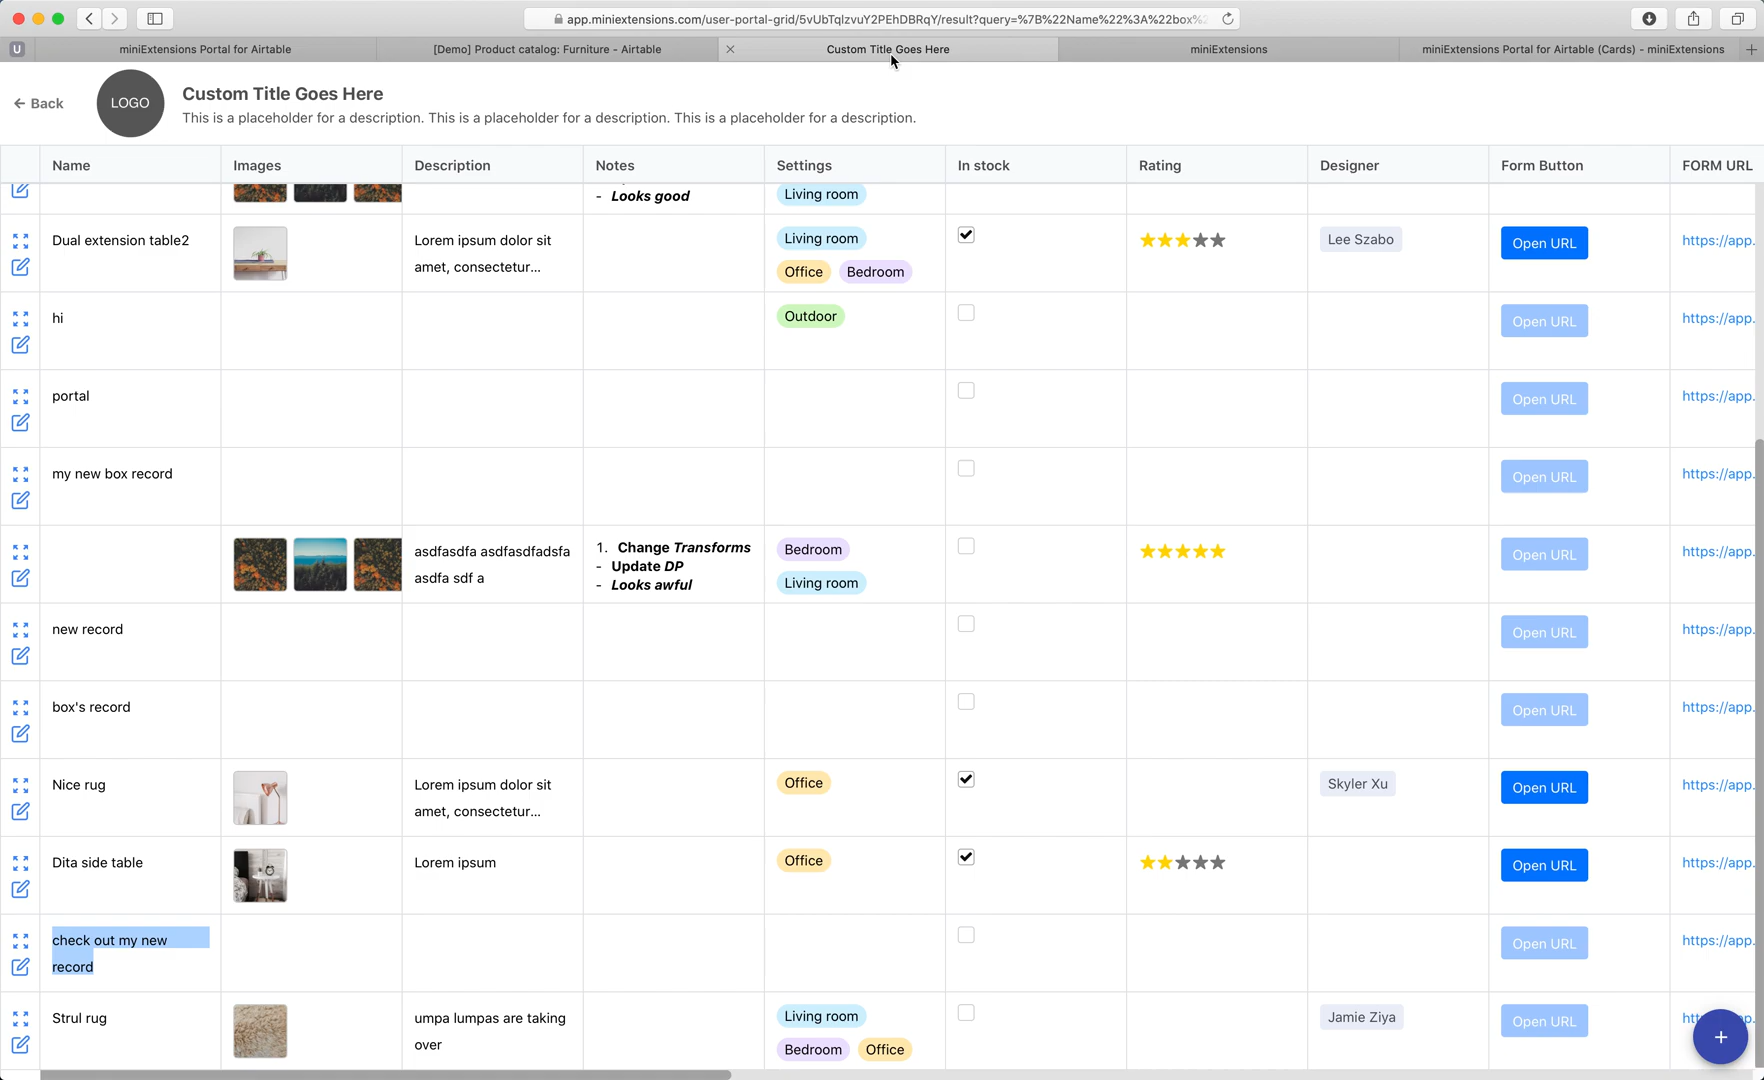 app.miniextensions.com/user-portal-grid/5vUbTqlzvuY2PEhDBRqY/result?query=%7B%22Name%22%3A%22box%2
U
miniExtensions Portal for Airtable
[Demo] Product catalog: Furniture - Airtable
Custom Title Goes Here
miniExtensions
miniExtensions Portal for Airtable (Cards) - miniExtensions
← Back
LOGO
Custom Title Goes Here
This is a placeholder for a description. This is a placeholder for a description. This is a placeholder for a description.
Name Images Description Notes Settings In stock Rating Designer Form Button FORM URL
- Looks good
Living room
Dual extension table2
Lorem ipsum dolor sit
amet, consectetur...
Living room
Office Bedroom
Lee Szabo
Open URL
https://app.
hi
Outdoor
Open URL
https://app.
portal
Open URL
https://app.
my new box record
Open URL
https://app.
asdfasdfa asdfasdfadsfa
asdfa sdf a
1. Change Transforms
- Update DP
- Looks awful
Bedroom
Living room
Open URL
https://app.
new record
Open URL
https://app.
box's record
Open URL
https://app.
Nice rug
Lorem ipsum dolor sit
amet, consectetur...
Office
Skyler Xu
Open URL
https://app.
Dita side table
Lorem ipsum
Office
Open URL
https://app.
check out my new
record
Open URL
https://app.
Strul rug
umpa lumpas are taking
over
Living room
Bedroom Office
Jamie Ziya
Open URL
+